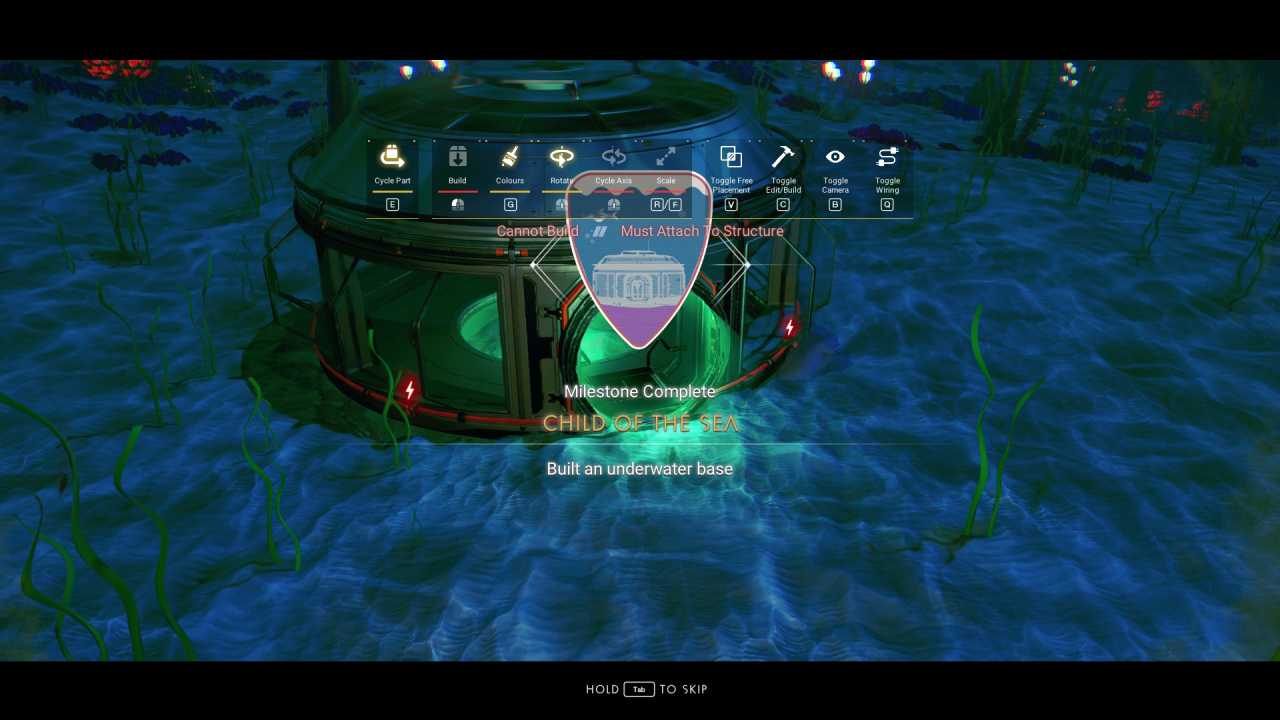 Cycle Part
Build
Colours
Rotate
Cycle Axis
Scale
Toggle Free
Placement
Toggle
Edit/Build
Toggle
Camera
Toggle
Wiring
E
G
R/F
V
C
B
Q
Cannot Build // Must Attach To Structure
Milestone Complete
CHILD OF THE SEA
Built an underwater base
HOLD Tab TO SKIP